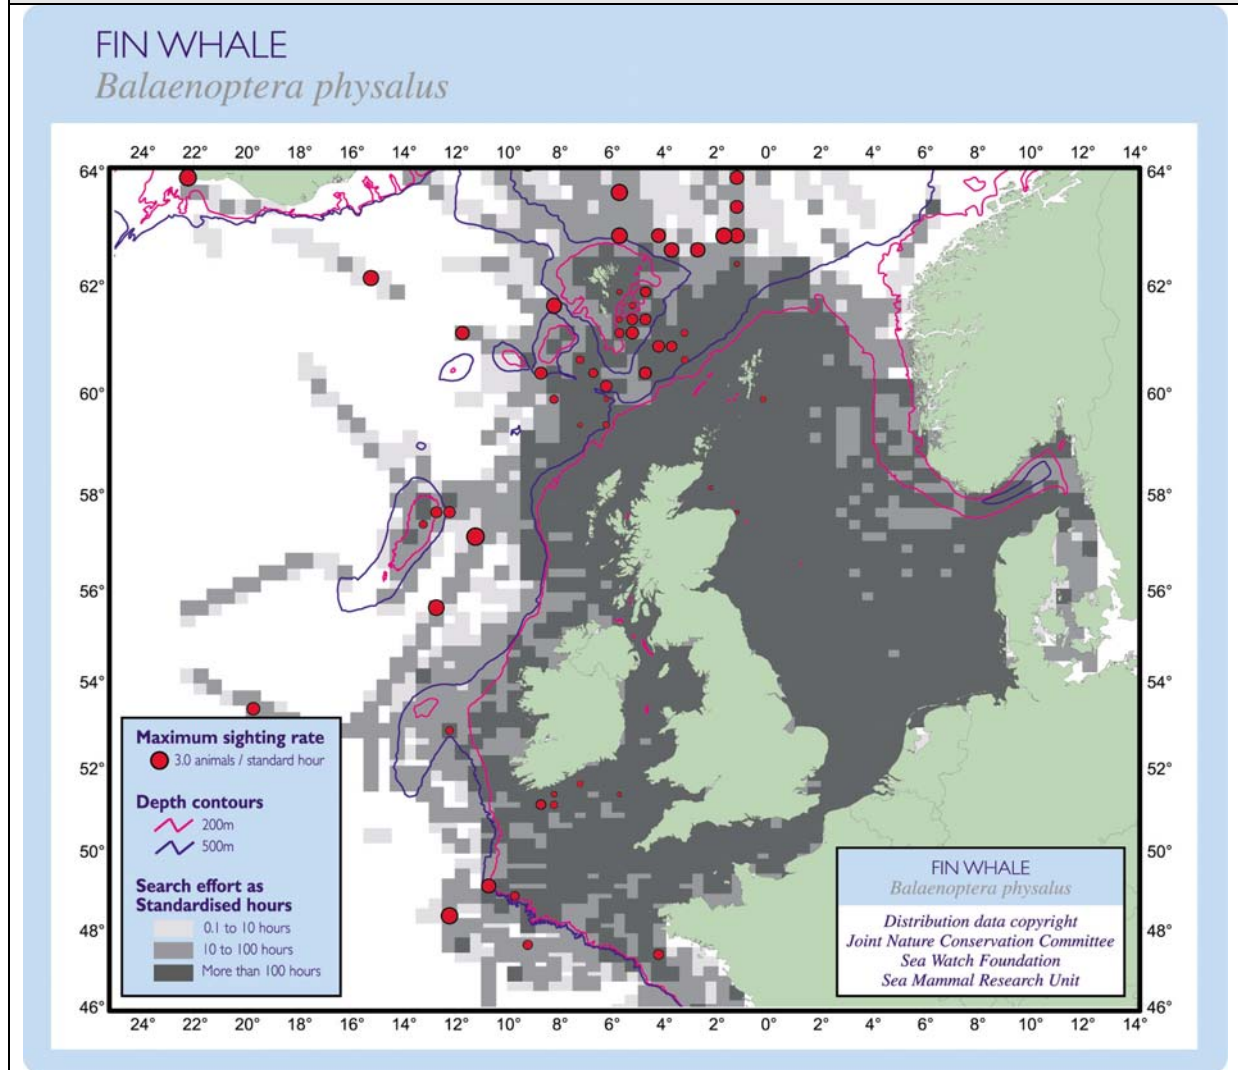 FIN WHALE
Balaenoptera physalus
24° 22° 20° 18° 16° 14° 12° 10° 8° 6° 4° 2° 0° 2° 4° 6° 8° 10° 12° 14°
64° 64°
62° 62°
60° 60°
58° 58°
56° 56°
54° 54°
52° 52°
50° 50°
48° 48°
46° 46°
Maximum sighting rate
3.0 animals / standard hour
Depth contours
200m
500m
Search effort as
Standardised hours
0.1 to 10 hours
10 to 100 hours
More than 100 hours
FIN WHALE
Balaenoptera physalus
Distribution data copyright
Joint Nature Conservation Committee
Sea Watch Foundation
Sea Mammal Research Unit
24° 22° 20° 18° 16° 14° 12° 10° 8° 6° 4° 2° 0° 2° 4° 6° 8° 10° 12° 14°